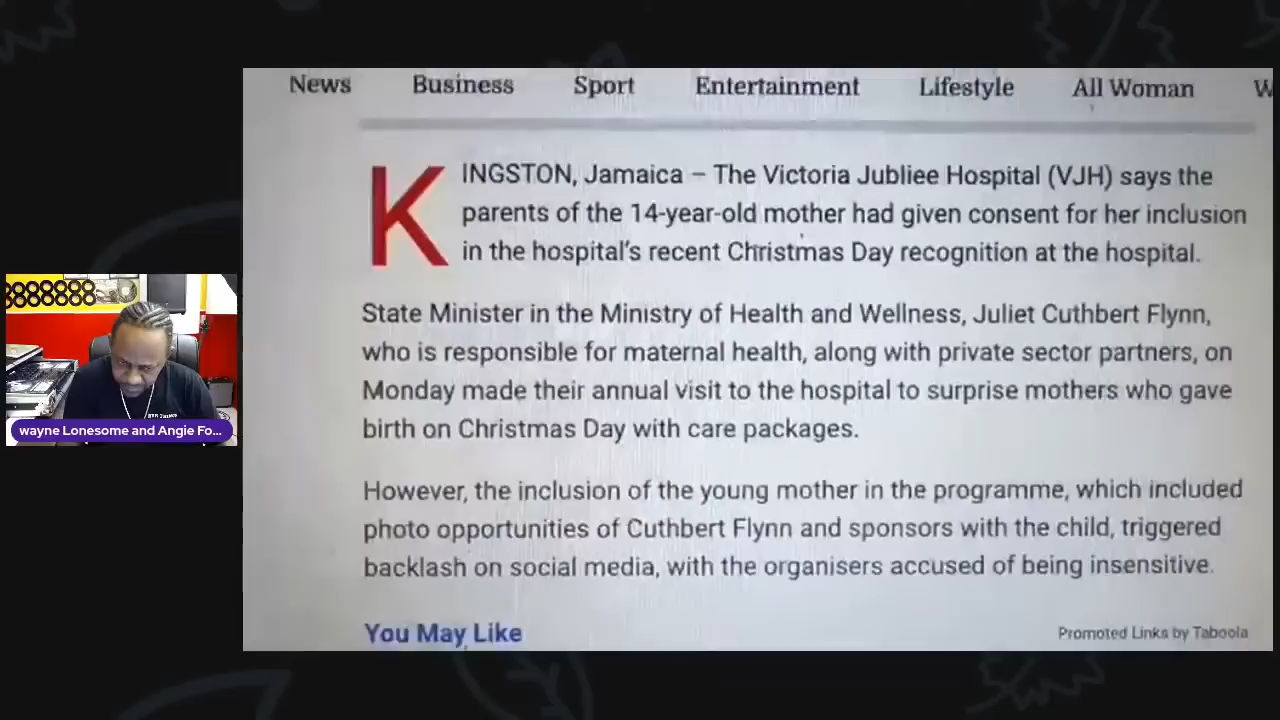 News Business Sport Entertainment Lifestyle All Woman
KINGSTON, Jamaica – The Victoria Jubliee Hospital (VJH) says the
parents of the 14-year-old mother had given consent for her inclusion
in the hospital's recent Christmas Day recognition at the hospital.
State Minister in the Ministry of Health and Wellness, Juliet Cuthbert Flynn,
who is responsible for maternal health, along with private sector partners, on
Monday made their annual visit to the hospital to surprise mothers who gave
birth on Christmas Day with care packages.
wayne Lonesome and Angie Fo...
However, the inclusion of the young mother in the programme, which included
photo opportunities of Cuthbert Flynn and sponsors with the child, triggered
backlash on social media, with the organisers accused of being insensitive.
You May Like
Promoted Links by Taboola